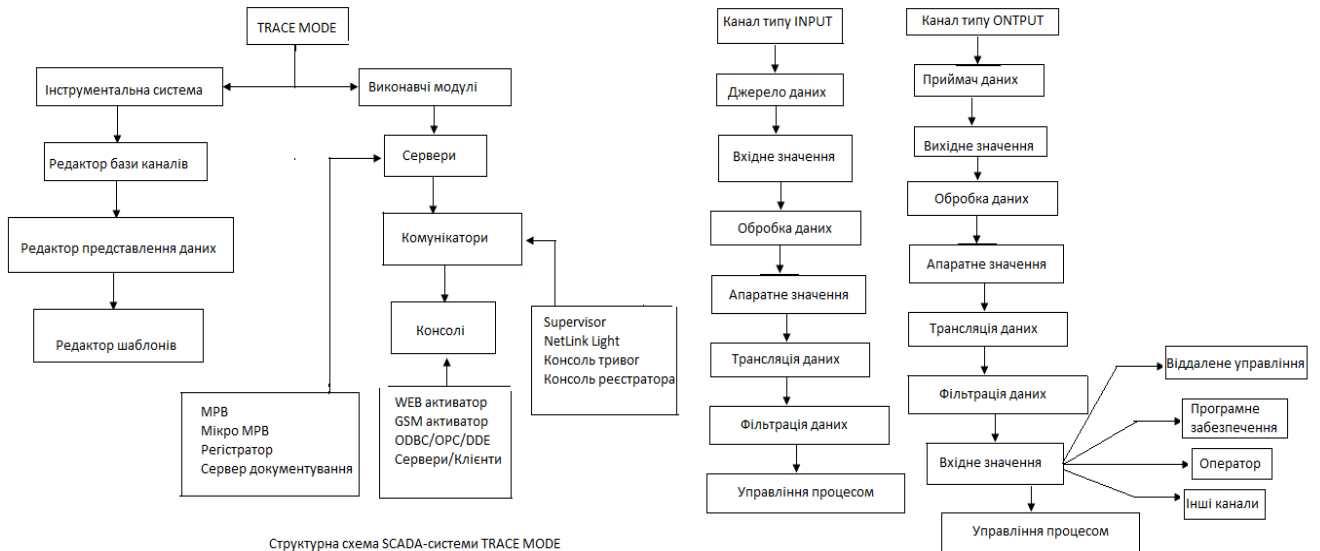 TRACE MODE
Інструментальна система
Виконавчі модулі
Редактор бази каналів
Сервери
Редактор представлення даних
Комунікатори
Редактор шаблонів
Консолі
Supervisor
NetLink Light
Консоль тривог
Консоль реєстратора
МРВ
Мікро МРВ
Регістратор
Сервер документування
WEB активатор
GSM активатор
ODBC/OPC/DDE
Сервери/Клієнти
Структурна схема SCADA-системи TRACE MODE
Канал типу INPUT
Джерело даних
Вхідне значення
Обробка даних
Апаратне значення
Трансляція даних
Фільтрація даних
Управління процесом
Канал типу ONTPUT
Приймач даних
Вихідне значення
Обробка даних
Апаратне значення
Трансляція даних
Фільтрація даних
Вхідне значення
Управління процесом
Віддалене управління
Програмне
забезпечення
Оператор
Інші канали